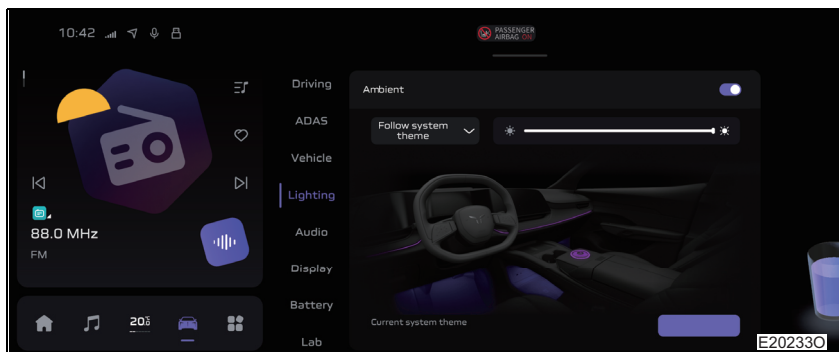 10:42
PASSENGER
AIRBAG ON
88.0 MHz
FM
Driving
ADAS
Vehicle
Lighting
Audio
Display
Battery
Lab
Ambient
Follow system
theme
Current system theme
E20233O